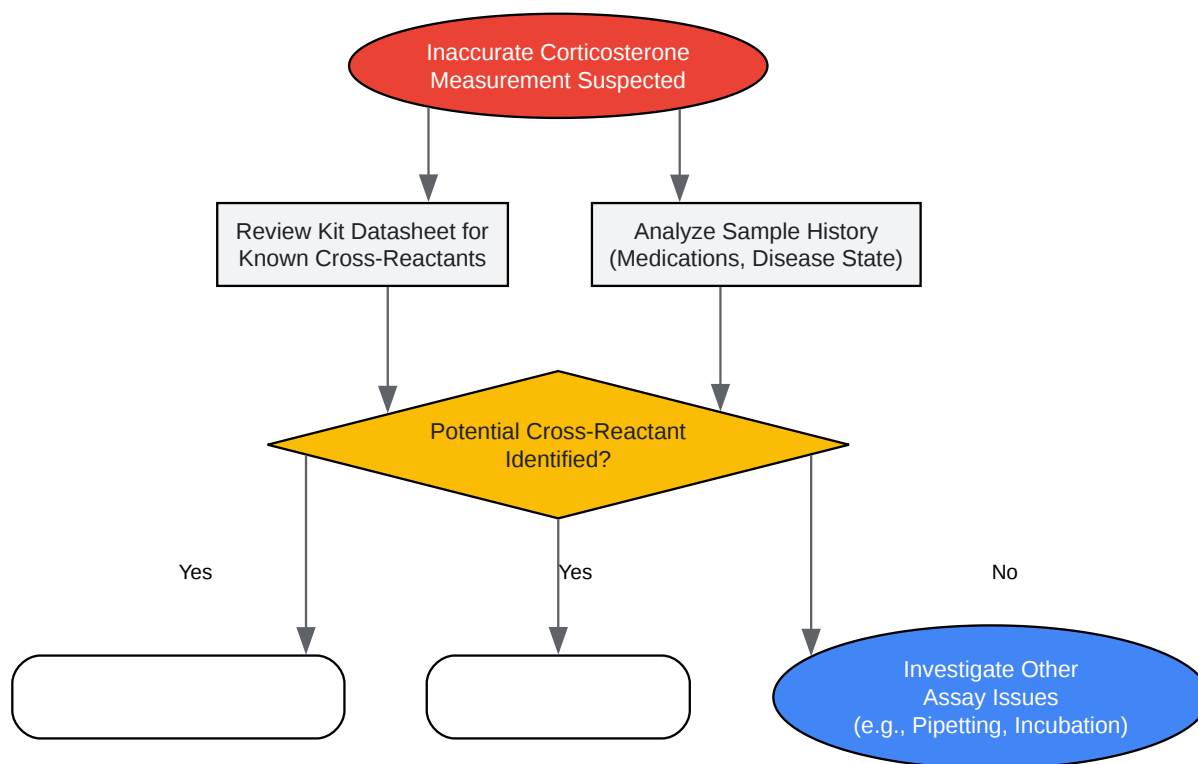 Inaccurate Corticosterone
Measurement Suspected
Review Kit Datasheet for
Known Cross-Reactants
Analyze Sample History
(Medications, Disease State)
Potential Cross-Reactant
Identified?
Yes
Yes
No
Investigate Other
Assay Issues
(e.g., Pipetting, Incubation)